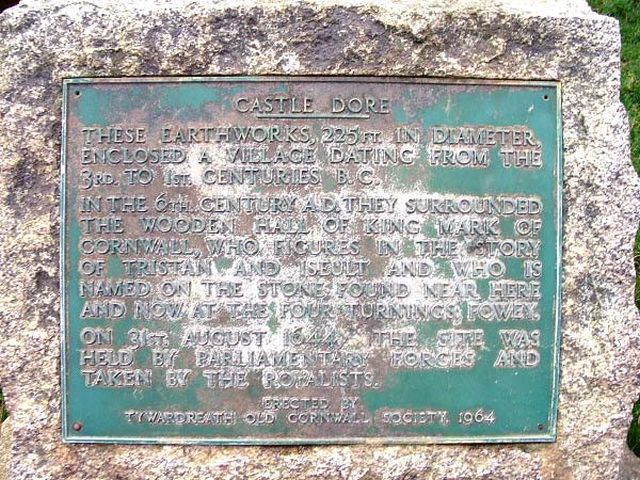 CASTLE DORE
THESE EARTHWORKS, 225FT. IN DIAMETER,
ENCLOSED A VILLAGE DATING FROM THE
3RD. TO 1ST. CENTURIES B.C.
IN THE 6TH. CENTURY A.D. THEY SURROUNDED
THE WOODEN HALL OF KING MARK OF
CORNWALL, WHO FIGURES IN THE STORY
OF TRISTAN AND ISEULT AND WHO IS
NAMED ON THE STONE FOUND NEAR HERE
AND NOW AT THE FOUR TURNINGS, FOWEY.
ON 31ST. AUGUST 1644, THE SITE WAS
HELD BY PARLIAMENTARY FORCES AND
TAKEN BY THE ROYALISTS.
ERECTED BY
TYWARDREATH OLD CORNWALL SOCIETY, 1964